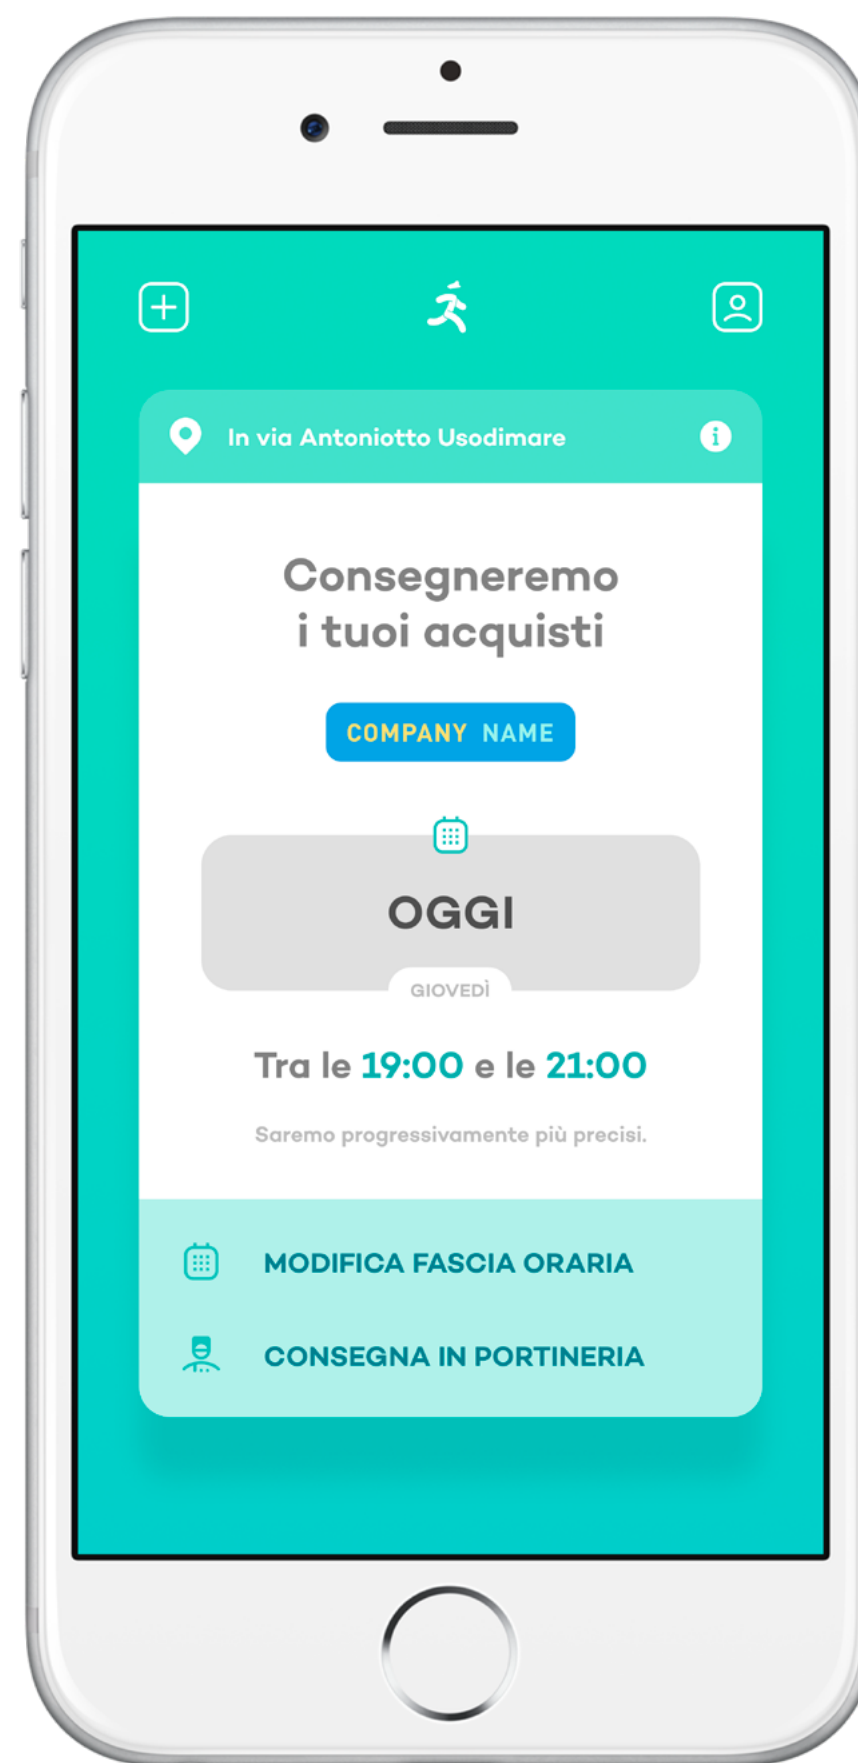 In via Antoniotto Usodimare
Consegneremo
i tuoi acquisti
COMPANY NAME
OGGI
GIOVEDÌ
Tra le 19:00 e le 21:00
Saremo progressivamente più precisi.
MODIFICA FASCIA ORARIA
CONSEGNA IN PORTINERIA